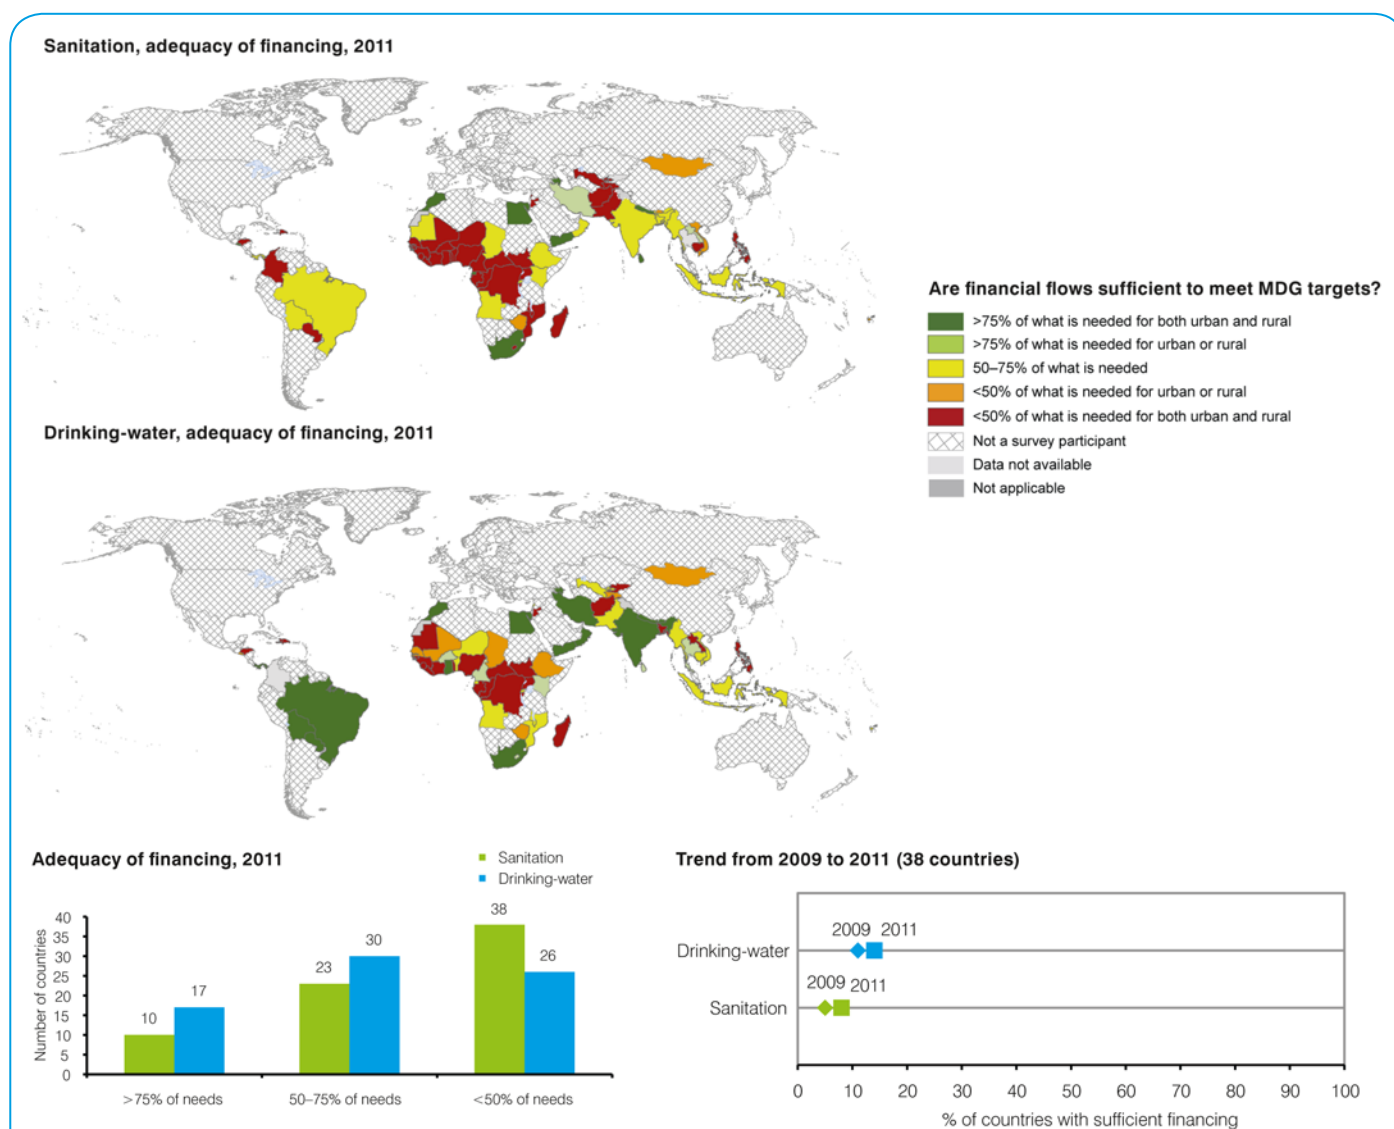 Sanitation, adequacy of financing, 2011
Are financial flows sufficient to meet MDG targets?
>75% of what is needed for both urban and rural
>75% of what is needed for urban or rural
50–75% of what is needed
<50% of what is needed for urban or rural
<50% of what is needed for both urban and rural
Not a survey participant
Data not available
Not applicable
Drinking-water, adequacy of financing, 2011
Adequacy of financing, 2011
Sanitation
Drinking-water
Number of countries
40
35
30
25
20
15
10
5
0
10
17
23
30
38
26
>75% of needs
50–75% of needs
<50% of needs
Trend from 2009 to 2011 (38 countries)
Drinking-water
2009 2011
Sanitation
2009 2011
0 10 20 30 40 50 60 70 80 90 100
% of countries with sufficient financing